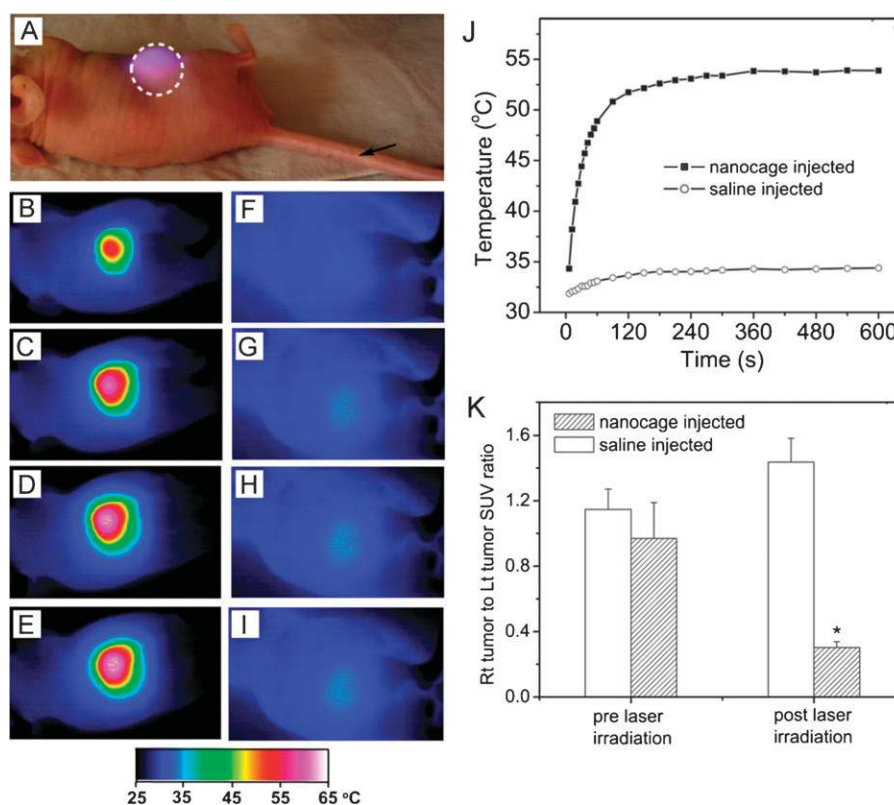 A
B
F
C
G
D
H
E
I
25 35 45 55 65 °C
J
Temperature (°C)
55
50
45
40
35
30
nanocage injected
saline injected
0 120 240 360 480 600
Time (s)
K
Rt tumor to Lt tumor SUV ratio
1.6
1.2
0.8
0.4
0.0
nanocage injected
saline injected
*
pre laser
irradiation
post laser
irradiation